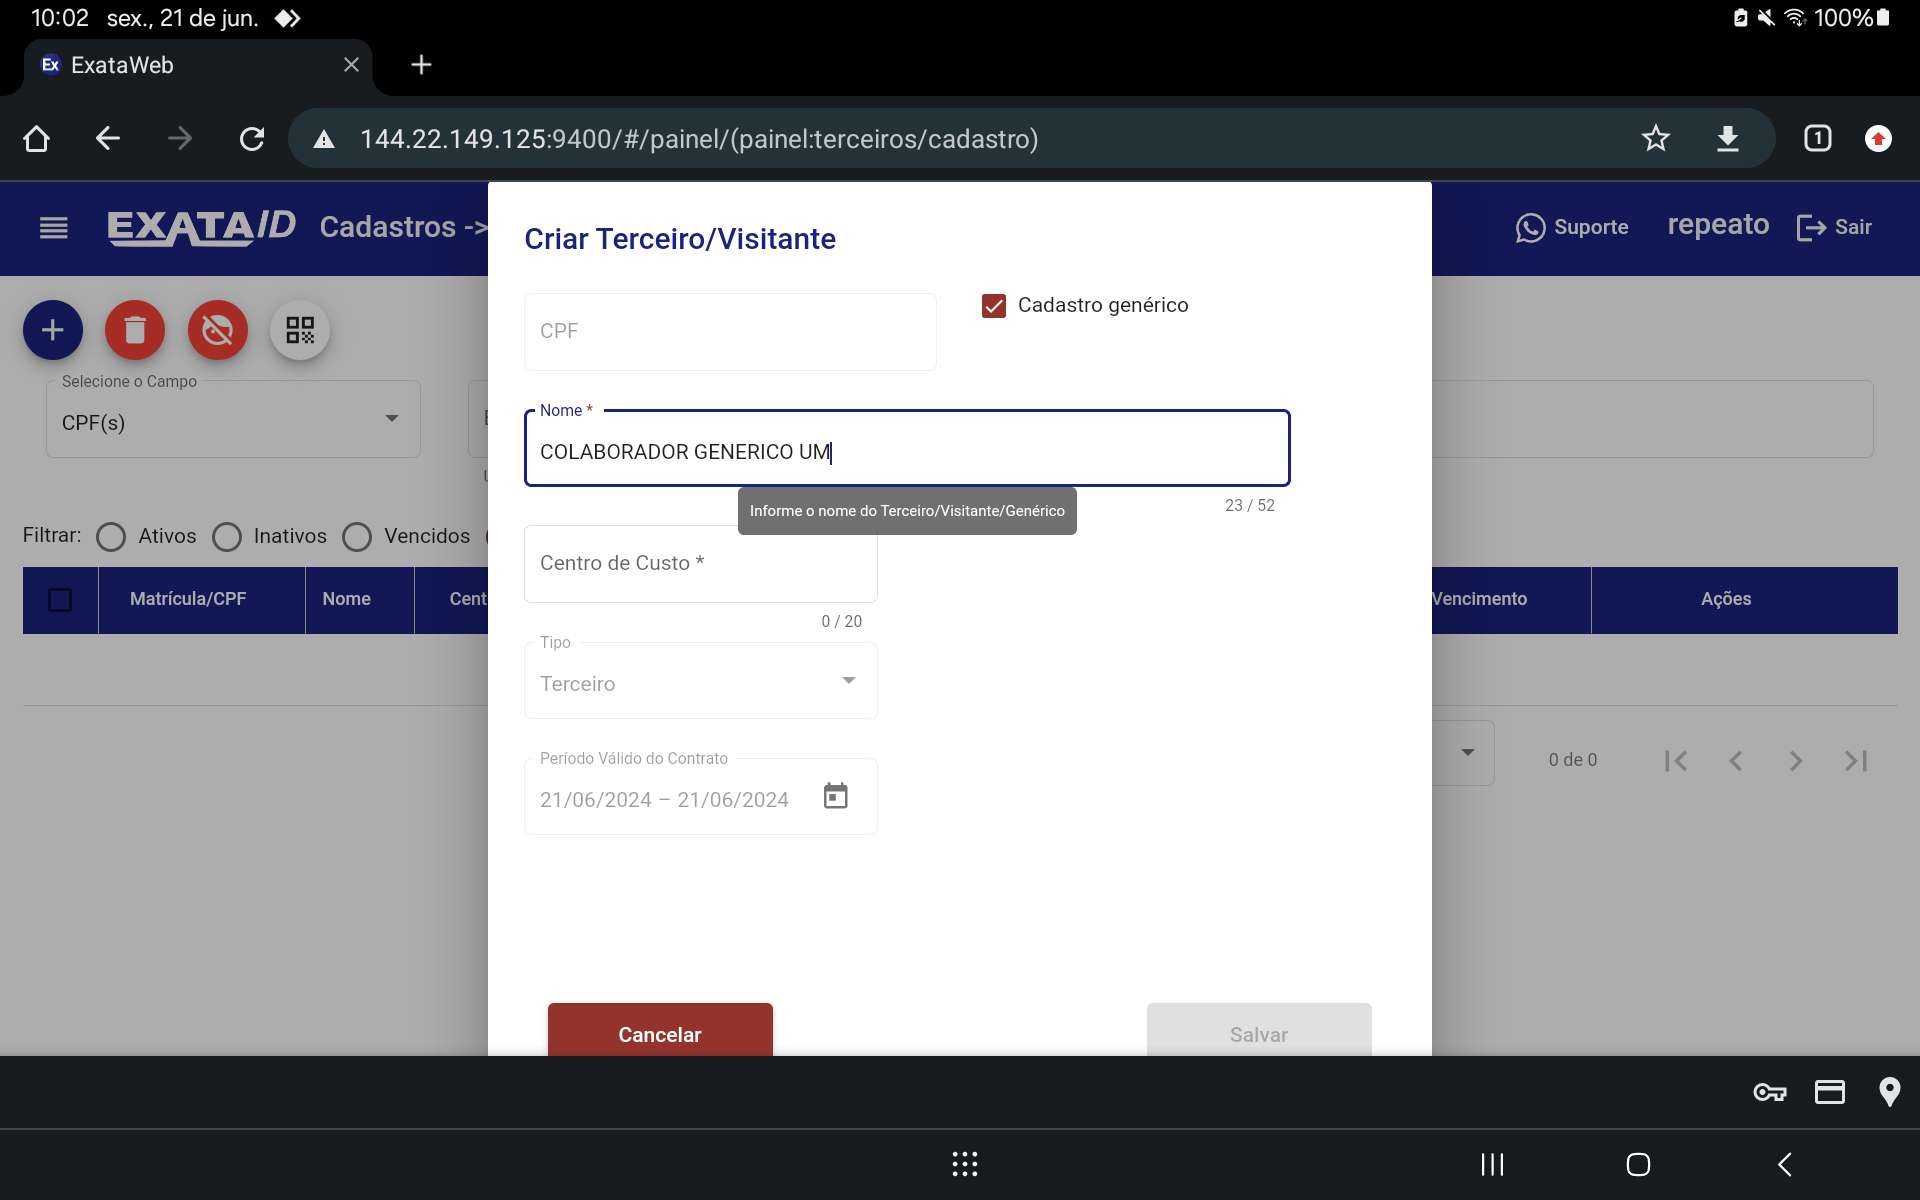 10:02 sex., 21 de jun. 100%
Ex ExataWeb
144.22.149.125:9400/#/painel/(painel:terceiros/cadastro) 1
EXATAID Cadastros -> Suporte repeato Sair
Criar Terceiro/Visitante
CPF
Cadastro genérico
Selecione o Campo
CPF(s)
Nome *
COLABORADOR GENERICO UM
23 / 52
Informe o nome do Terceiro/Visitante/Genérico
Filtrar: Ativos Inativos Vencidos
Centro de Custo *
0 / 20
Matrícula/CPF Nome Cent Vencimento Ações
Tipo
Terceiro
Período Válido do Contrato
21/06/2024 – 21/06/2024
0 de 0
Cancelar Salvar